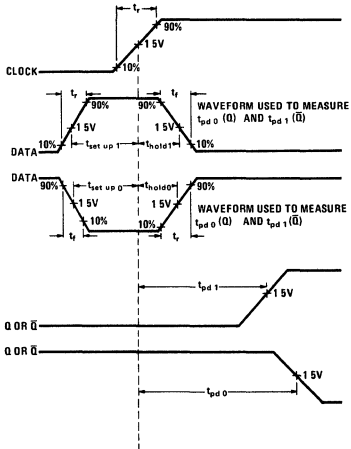 tr
90%
1 5V
10%
CLOCK
tr
tf
90%
90%
WAVEFORM USED TO MEASURE
tpd 0 (Q) AND tpd 1 (Q̅)
1 5V
1 5V
tset up 1
thold1
10%
10%
DATA
DATA
90%
tset up 0
thold0
90%
1 5V
1 5V
WAVEFORM USED TO MEASURE
tpd 0 (Q) AND tpd 1 (Q̅)
10%
10%
tf
tr
tpd 1
1 5V
Q OR Q̅
Q OR Q̅
1 5V
tpd 0